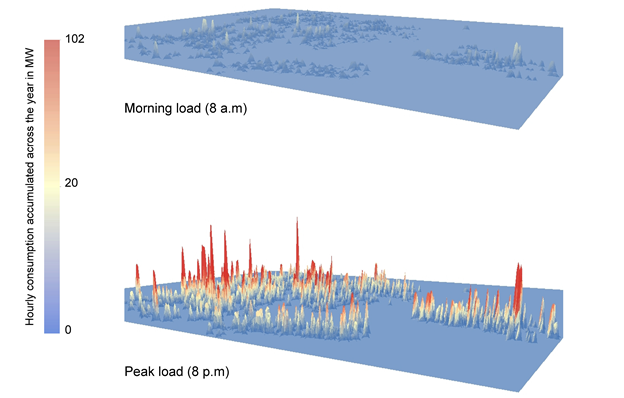 102
Hourly consumption accumulated across the year in MW
20
0
Morning load (8 a.m)
Peak load (8 p.m)